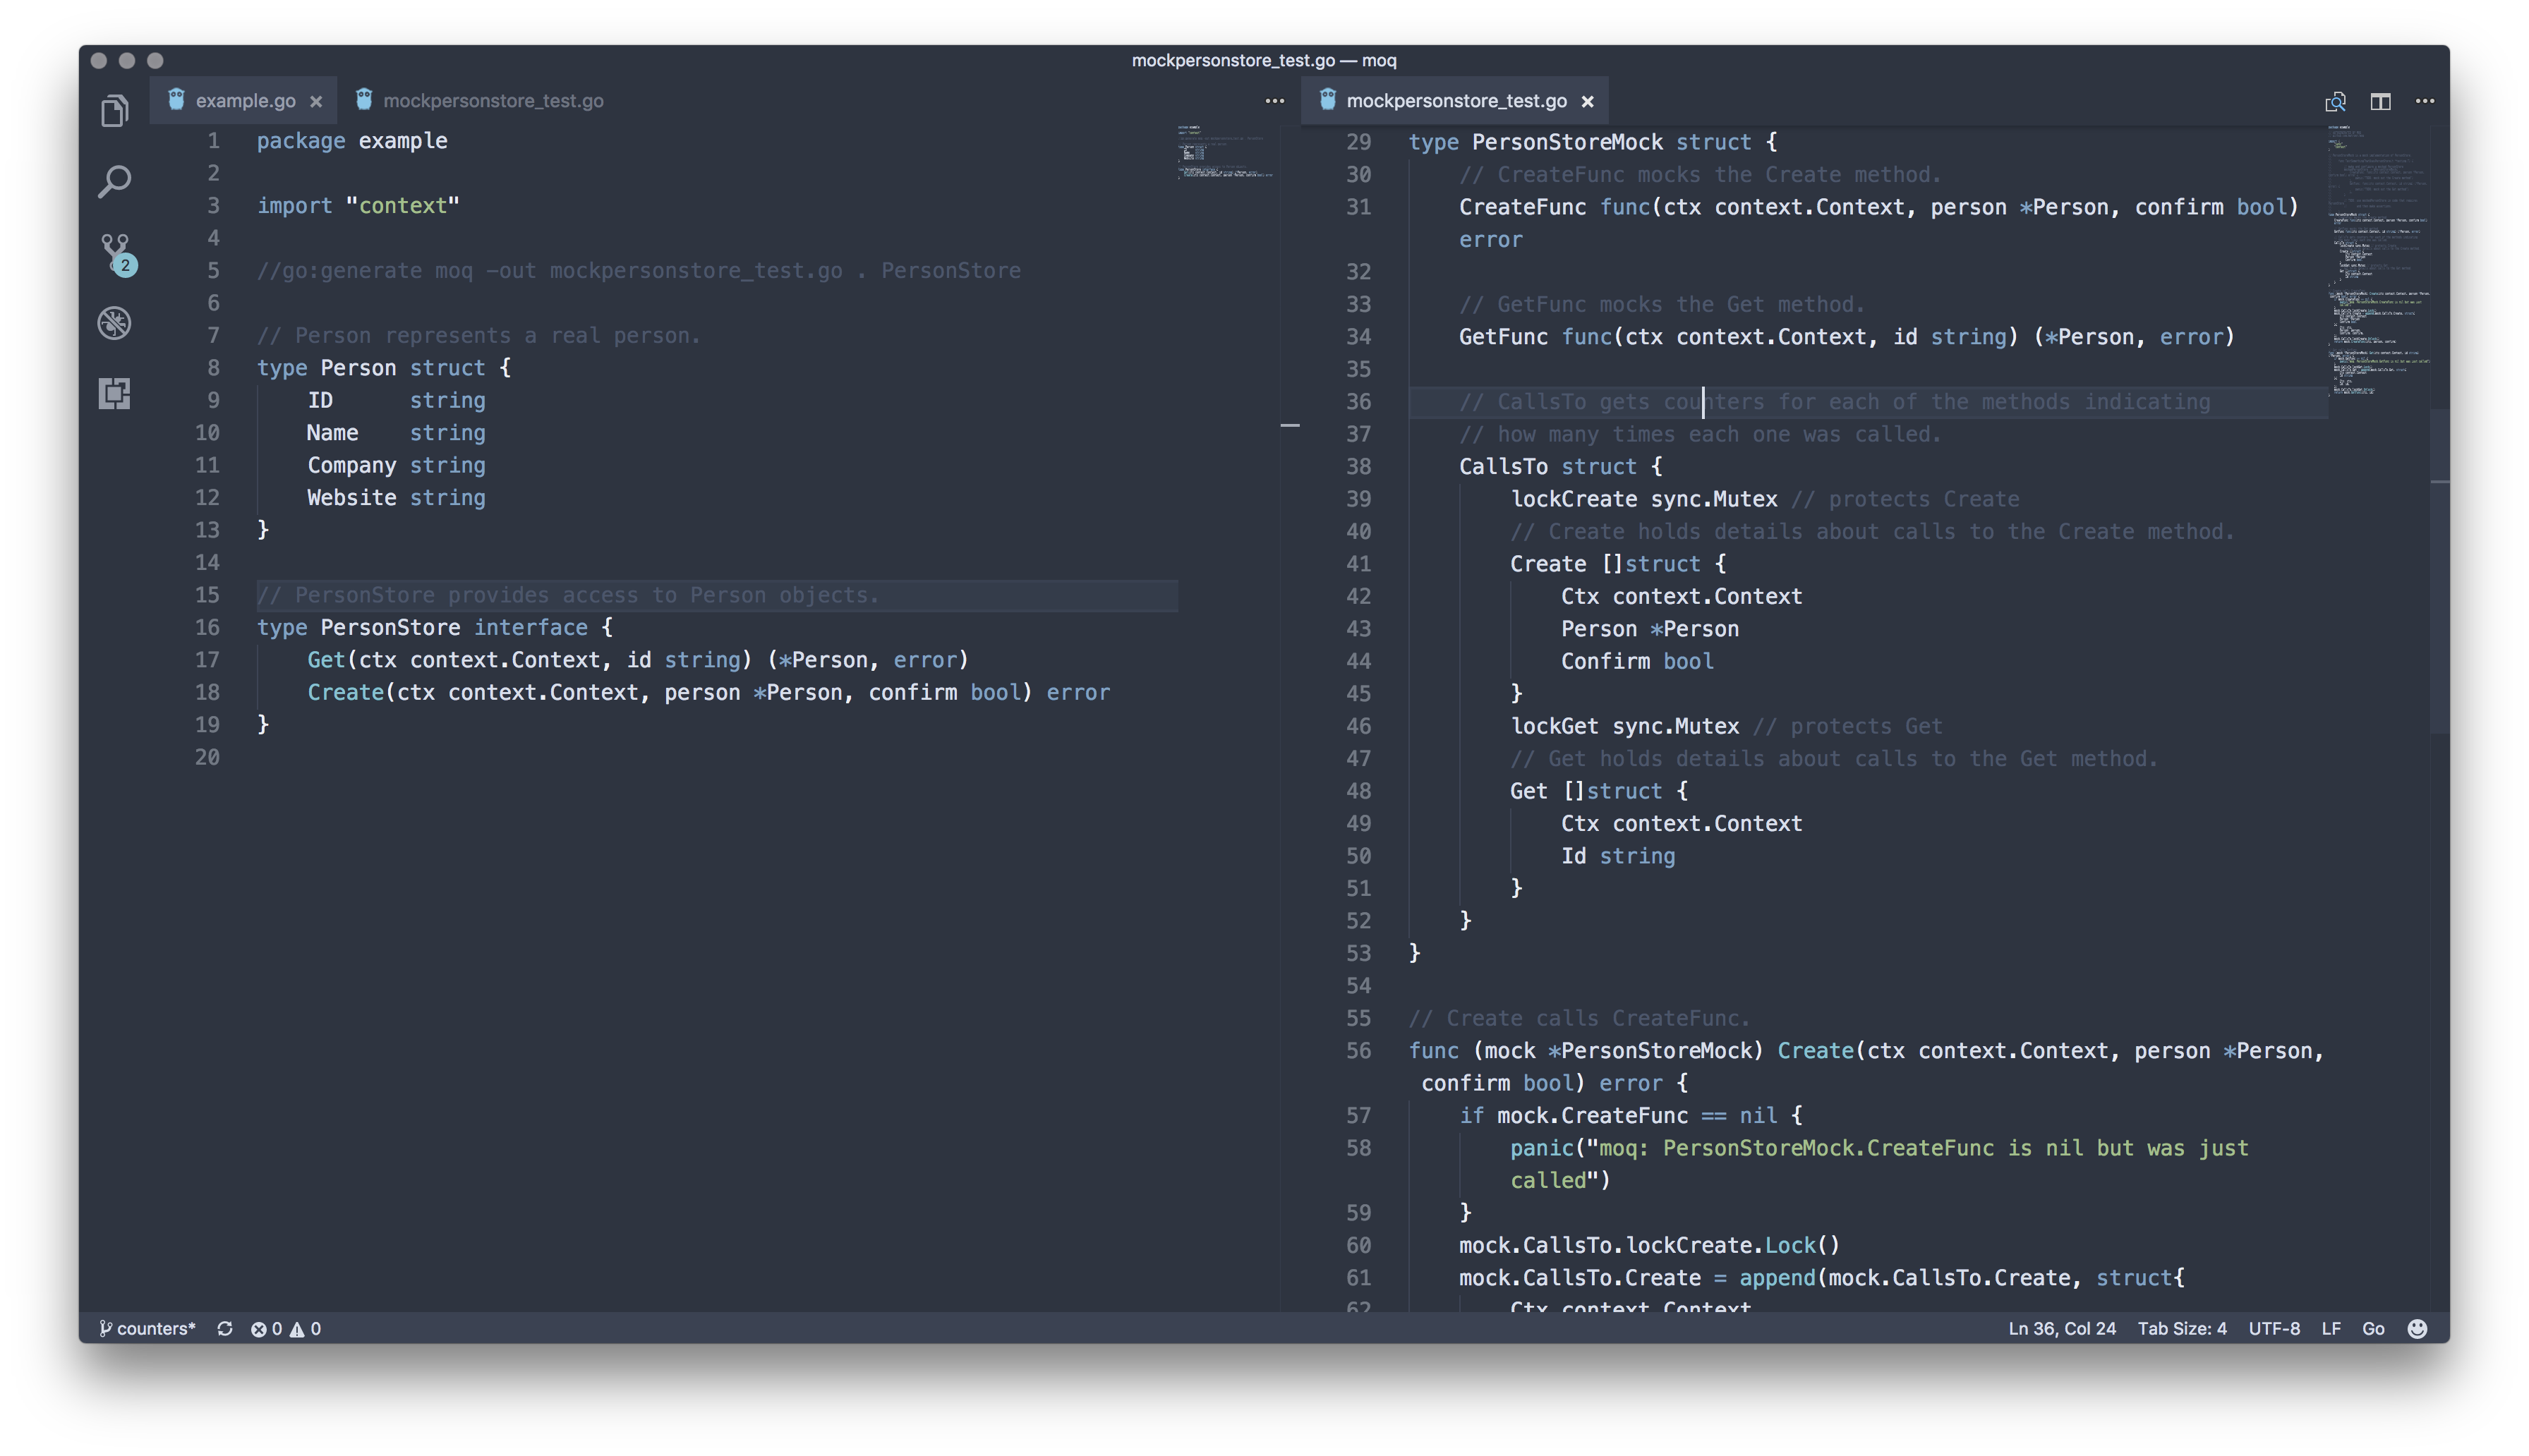 mockpersonstore_test.go — moq
example.go ×
mockpersonstore_test.go
1 package example
2
3 import "context"
4
5 //go:generate moq -out mockpersonstore_test.go . PersonStore
6
7 // Person represents a real person.
8 type Person struct {
9 ID string
10 Name string
11 Company string
12 Website string
13 }
14
15 // PersonStore provides access to Person objects.
16 type PersonStore interface {
17 Get(ctx context.Context, id string) (*Person, error)
18 Create(ctx context.Context, person *Person, confirm bool) error
19 }
20
mockpersonstore_test.go ×
29 type PersonStoreMock struct {
30 // CreateFunc mocks the Create method.
31 CreateFunc func(ctx context.Context, person *Person, confirm bool)
error
32
33 // GetFunc mocks the Get method.
34 GetFunc func(ctx context.Context, id string) (*Person, error)
35
36 // CallsTo gets counters for each of the methods indicating
37 // how many times each one was called.
38 CallsTo struct {
39 lockCreate sync.Mutex // protects Create
40 // Create holds details about calls to the Create method.
41 Create []struct {
42 Ctx context.Context
43 Person *Person
44 Confirm bool
45 }
46 lockGet sync.Mutex // protects Get
47 // Get holds details about calls to the Get method.
48 Get []struct {
49 Ctx context.Context
50 Id string
51 }
52 }
53 }
54
55 // Create calls CreateFunc.
56 func (mock *PersonStoreMock) Create(ctx context.Context, person *Person,
confirm bool) error {
57 if mock.CreateFunc == nil {
58 panic("moq: PersonStoreMock.CreateFunc is nil but was just
called")
59 }
60 mock.CallsTo.lockCreate.Lock()
61 mock.CallsTo.Create = append(mock.CallsTo.Create, struct{
62 Ctx context.Context
2
counters* 0 0
Ln 36, Col 24 Tab Size: 4 UTF-8 LF Go